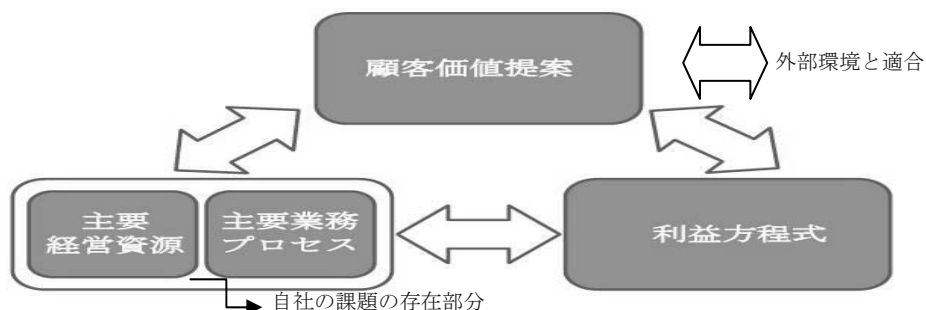 顧客価値提案
外部環境と適合
主要
経営資源
主要業務
プロセス
利益方程式
自社の課題の存在部分